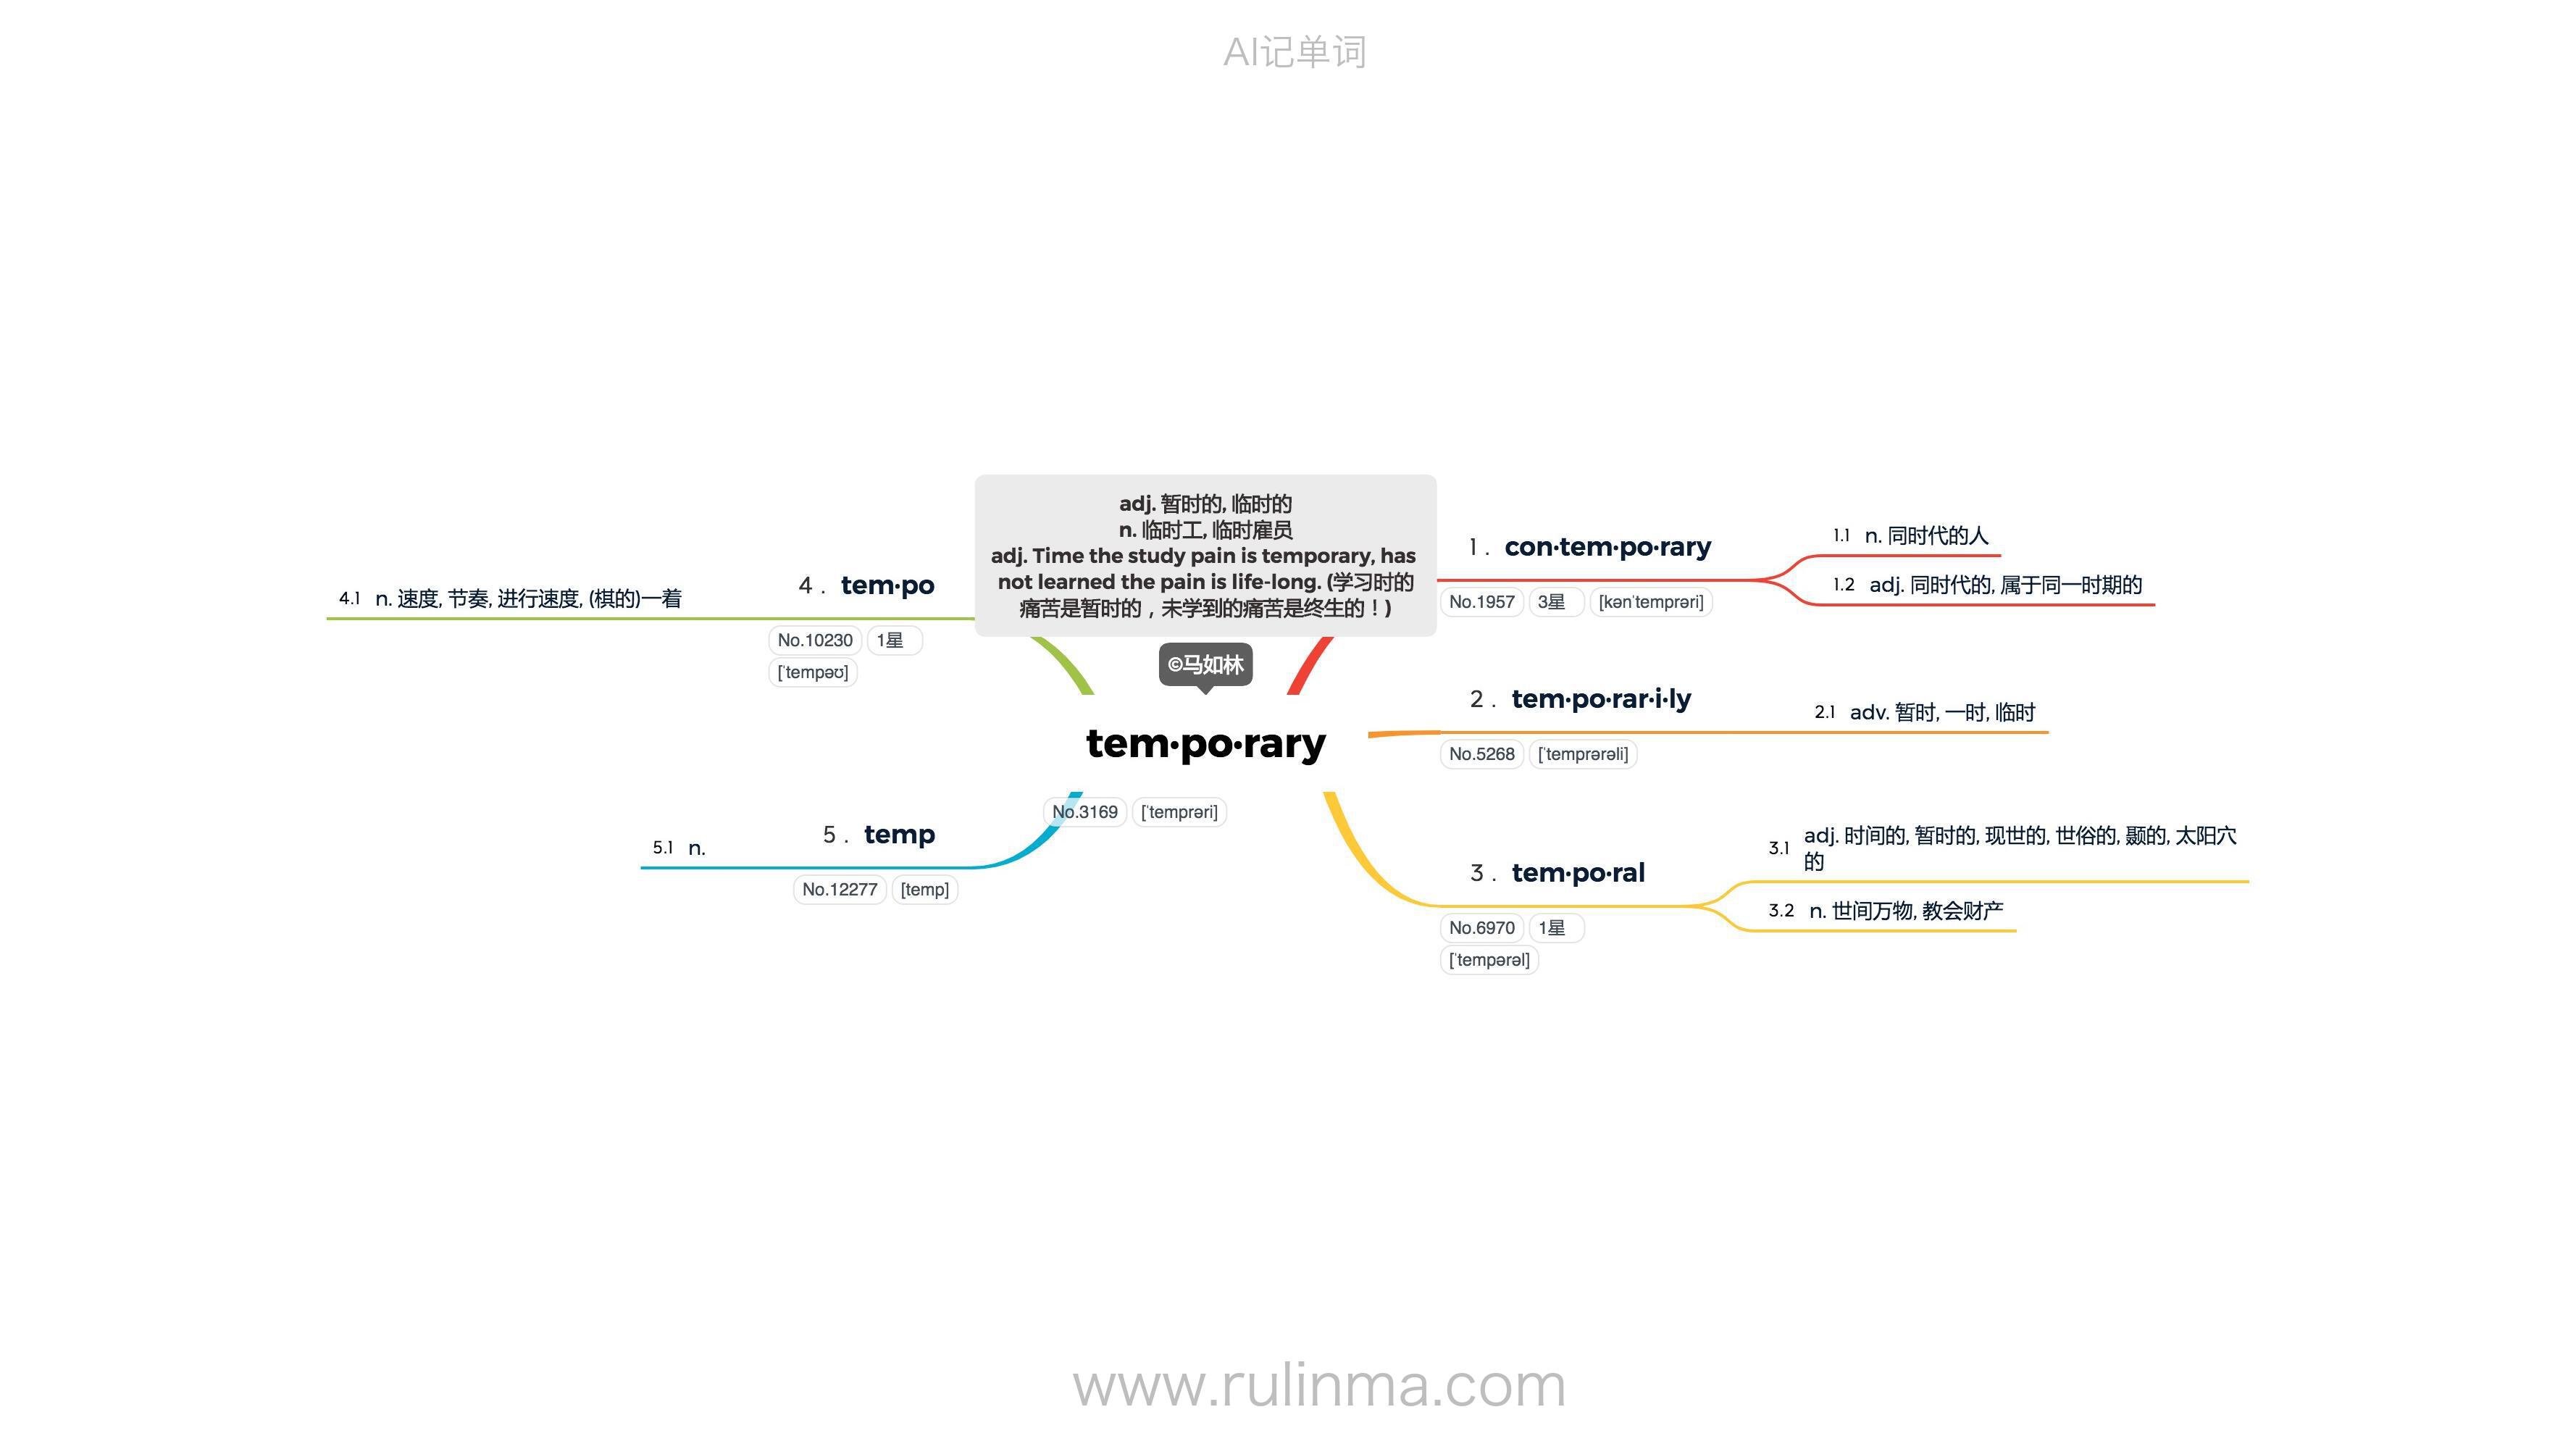 AI记单词
adj. 暂时的, 临时的
n. 临时工, 临时雇员
adj. Time the study pain is temporary, has
not learned the pain is life-long. (学习时的
痛苦是暂时的，未学到的痛苦是终生的！)
©马如林
tem·po·rary
No.3169 [ˈtemprəri]
1 . con·tem·po·rary
No.1957 3星 [kənˈtemprəri]
1.1 n. 同时代的人
1.2 adj. 同时代的, 属于同一时期的
2 . tem·po·rar·i·ly
No.5268 [ˈtemprərəli]
2.1 adv. 暂时, 一时, 临时
3 . tem·po·ral
No.6970 1星
[ˈtempərəl]
3.1 adj. 时间的, 暂时的, 现世的, 世俗的, 颞的, 太阳穴
的
3.2 n. 世间万物, 教会财产
4 . tem·po
No.10230 1星
[ˈtempəʊ]
4.1 n. 速度, 节奏, 进行速度, (棋的)一着
5 . temp
No.12277 [temp]
5.1 n.
www.rulinma.com